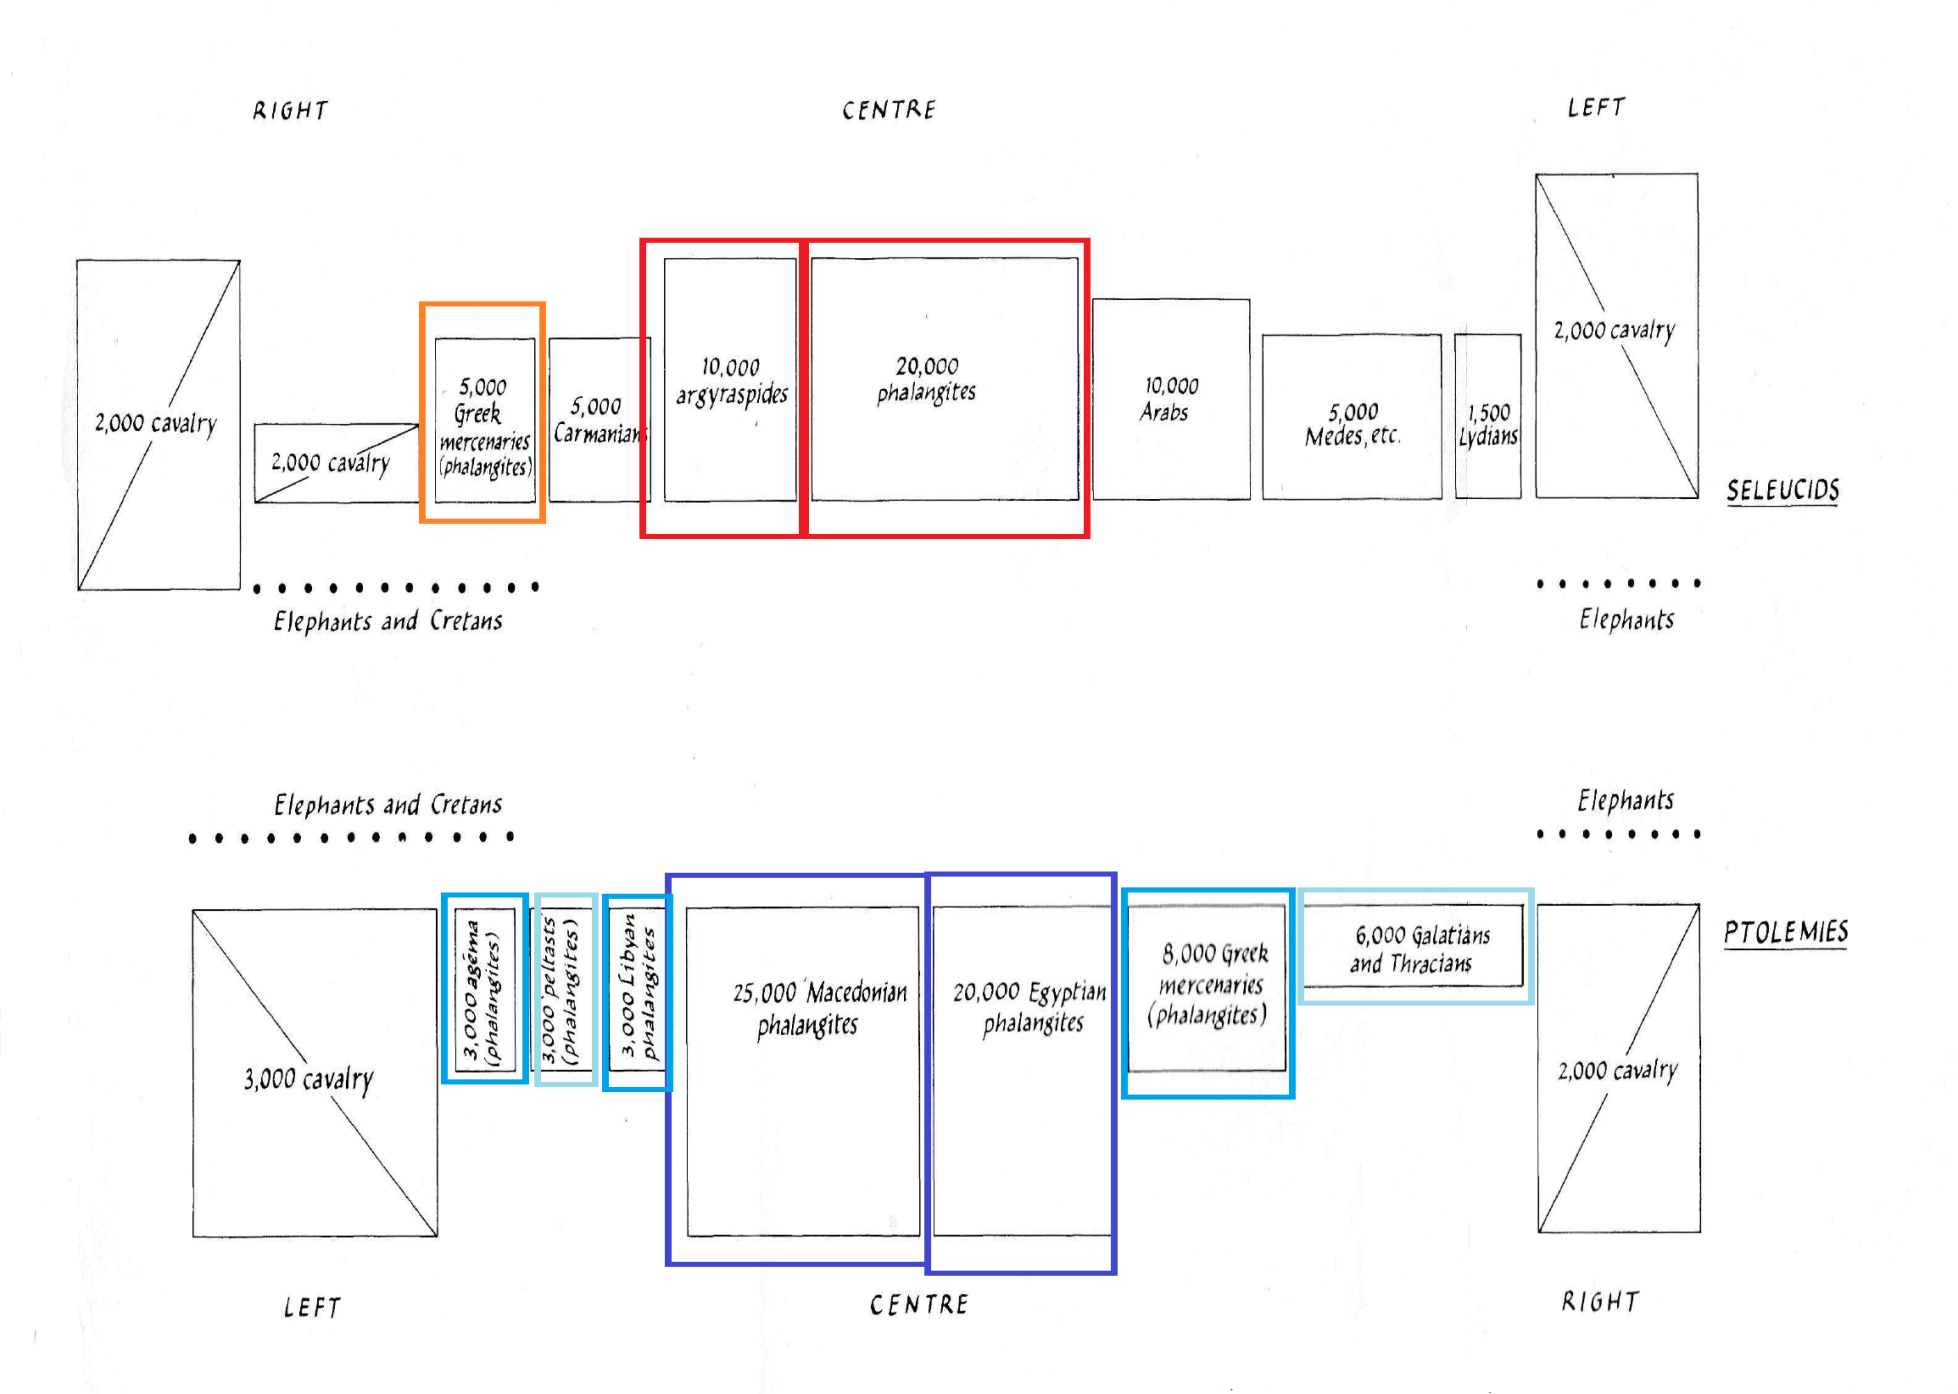 RIGHT
CENTRE
LEFT
2,000 cavalry
2,000 cavalry
5,000
Greek
mercenaries
(phalangites)
5,000
Carmanians
10,000
argyraspides
20,000
phalangites
10,000
Arabs
5,000
Medes, etc.
1,500
Lydians
2,000 cavalry
SELEUCIDS
Elephants and Cretans
Elephants
Elephants and Cretans
Elephants
3,000 cavalry
3,000 agema
(phalangites)
3,000 peltasts
(phalangites)
3,000 Libyan
phalangites
25,000 Macedonian
phalangites
20,000 Egyptian
phalangites
8,000 Greek
mercenaries
(phalangites)
6,000 Galatians
and Thracians
2,000 cavalry
PTOLEMIES
LEFT
CENTRE
RIGHT